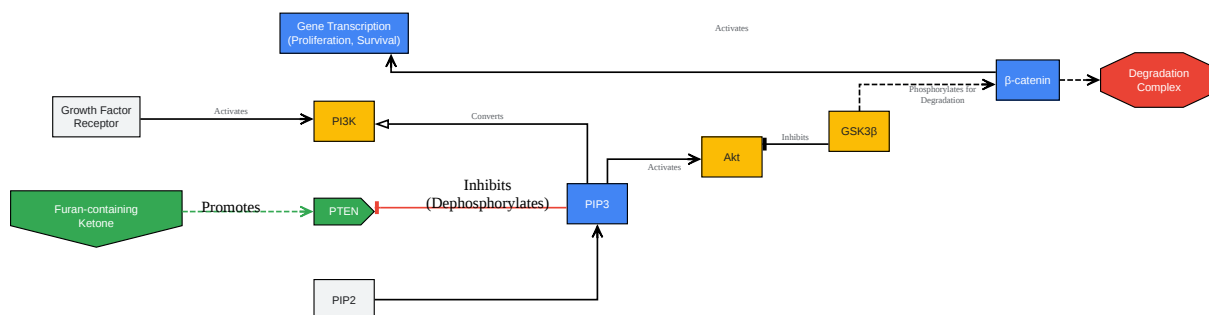 Gene Transcription
(Proliferation, Survival)
Activates
β-catenin
Degradation
Complex
Phosphorylates for
Degradation
Growth Factor
Receptor
Activates
PI3K
Converts
GSK3β
Inhibits
Akt
Activates
Furan-containing
Ketone
Promotes
PTEN
Inhibits
(Dephosphorylates)
PIP3
PIP2